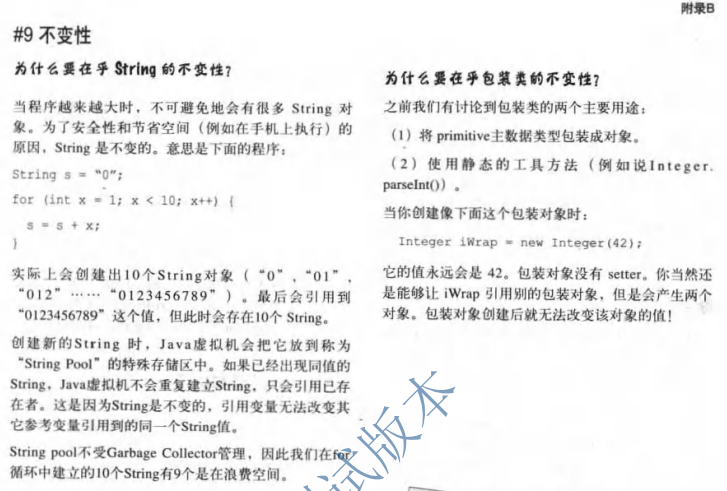 附录B
#9 不变性
为什么要在乎 String 的不变性?
当程序越来越大时，不可避免地会有很多 String 对
象。为了安全性和节省空间（例如在手机上执行）的
原因，String 是不变的。意思是下面的程序：
String s = "0";
for (int x = 1; x < 10; x++) {
s = s + x;
}
实际上会创建出10个String对象（“0”，“01”，
“012”……“0123456789”）。最后会引用到
“0123456789”这个值，但此时会存在10个 String。
创建新的String 时，Java虚拟机会把它放到称为
“String Pool”的特殊存储区中。如果已经出现同值的
String，Java虚拟机不会重复建立String，只会引用已存
在者。这是因为String是不变的，引用变量无法改变其
它参考变量引用到的同一个String值。
String pool不受Garbage Collector管理，因此我们在for
循环中建立的10个String有9个是在浪费空间。
为什么要在乎包装类的不变性?
之前我们有讨论到包装类的两个主要用途：
（1）将 primitive主数据类型包装成对象。
（2）使用静态的工具方法（例如说Integer.
parseInt()）。
当你创建像下面这个包装对象时：
Integer iWrap = new Integer(42);
它的值永远会是 42。包装对象没有 setter。你当然还
是能够让 iWrap 引用别的包装对象，但是会产生两个
对象。包装对象创建后就无法改变该对象的值！
试版本